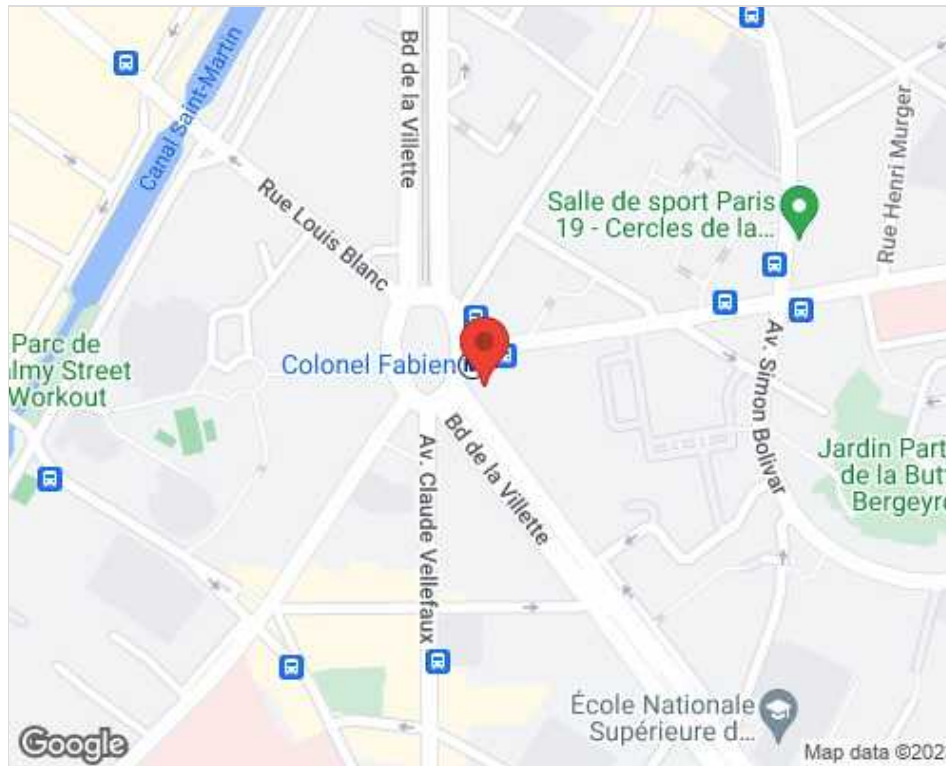 Bd de la Villette
Canal Saint-Martin
Rue Louis Blanc
Salle de sport Paris
19 - Cercles de la...
Rue Henri Murger
Parc de
almy Street
Workout
Colonel Fabien
Av. Simon Bolivar
Bd de la Villette
Av. Claude Vellefaux
Jardin Part
de la Butt
Bergeyre
École Nationale
Supérieure d...
Google
Map data ©202